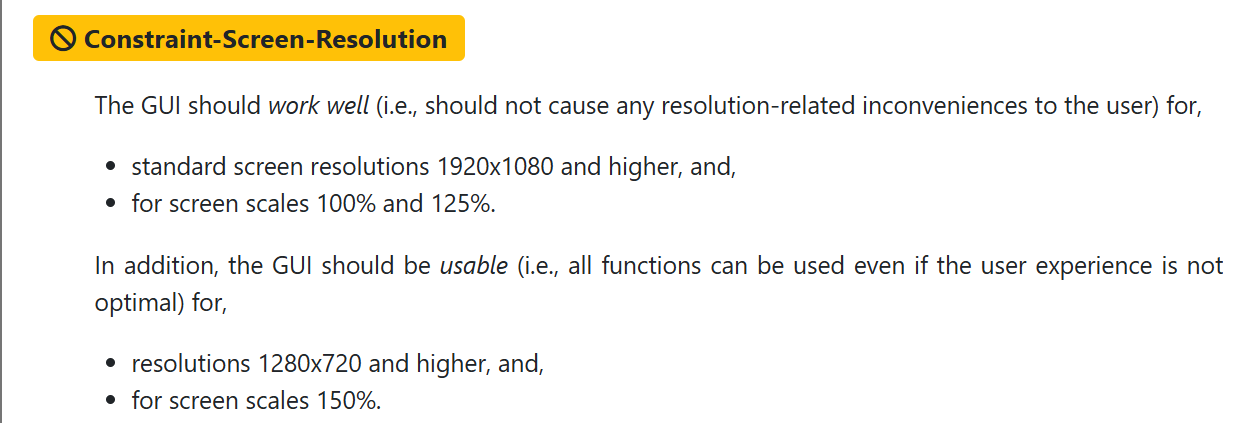 Constraint-Screen-Resolution
The GUI should work well (i.e., should not cause any resolution-related inconveniences to the user) for,
• standard screen resolutions 1920x1080 and higher, and,
• for screen scales 100% and 125%.
In addition, the GUI should be usable (i.e., all functions can be used even if the user experience is not
optimal) for,
• resolutions 1280x720 and higher, and,
• for screen scales 150%.